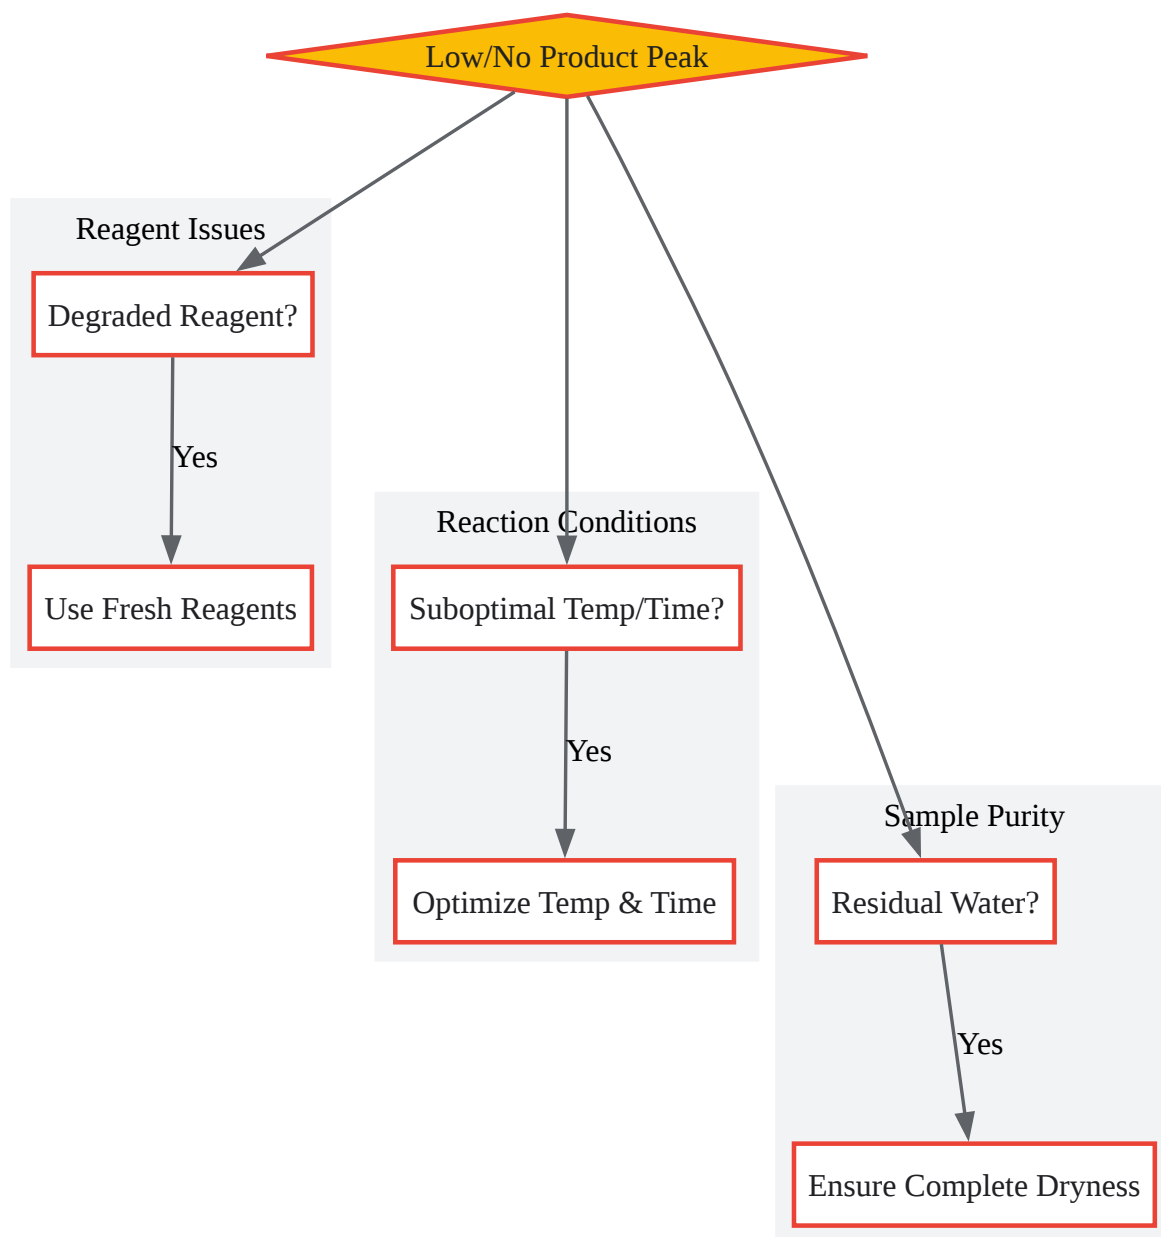 Low/No Product Peak
Reagent Issues
Degraded Reagent?
Yes
Use Fresh Reagents
Reaction Conditions
Suboptimal Temp/Time?
Yes
Optimize Temp & Time
Sample Purity
Residual Water?
Yes
Ensure Complete Dryness